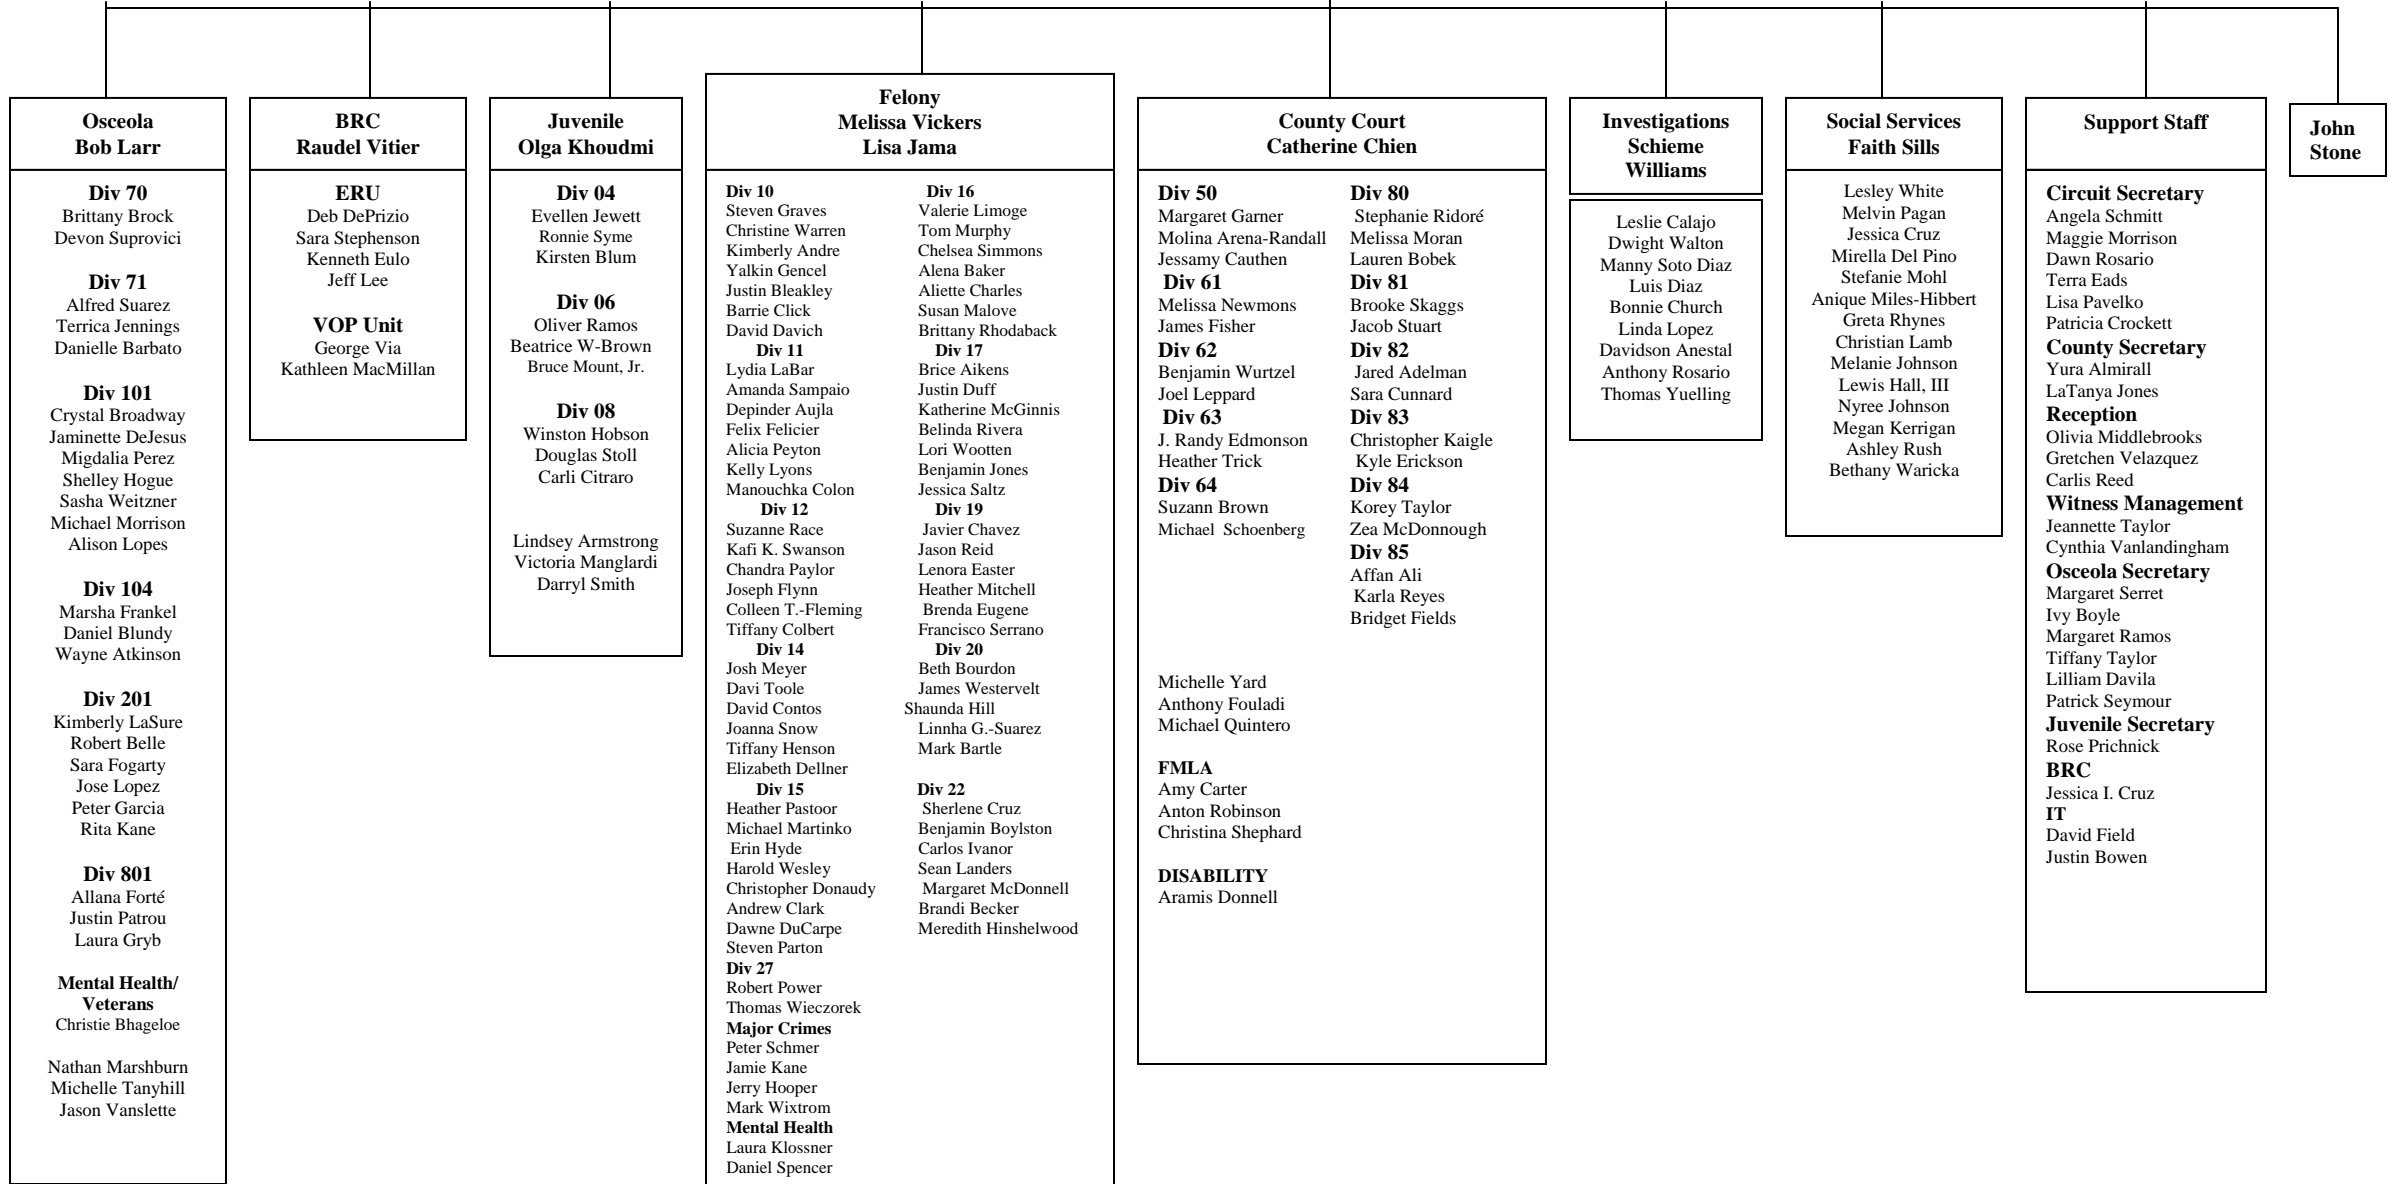 Osceola
Bob Larr
Div 70
Brittany Brock
Devon Suprovici
Div 71
Alfred Suarez
Terrica Jennings
Danielle Barbato
Div 101
Crystal Broadway
Jaminette DeJesus
Migdalia Perez
Shelley Hogue
Sasha Weitzner
Michael Morrison
Alison Lopes
Div 104
Marsha Frankel
Daniel Blundy
Wayne Atkinson
Div 201
Kimberly LaSure
Robert Belle
Sara Fogarty
Jose Lopez
Peter Garcia
Rita Kane
Div 801
Allana Forté
Justin Patrou
Laura Gryb
Mental Health/
Veterans
Christie Bhageloe
Nathan Marshburn
Michelle Tanyhill
Jason Vanslette
BRC
Raudel Vitier
ERU
Deb DePrizio
Sara Stephenson
Kenneth Eulo
Jeff Lee
VOP Unit
George Via
Kathleen MacMillan
Juvenile
Olga Khoudmi
Div 04
Evellen Jewett
Ronnie Syme
Kirsten Blum
Div 06
Oliver Ramos
Beatrice W-Brown
Bruce Mount, Jr.
Div 08
Winston Hobson
Douglas Stoll
Carli Citraro
Lindsey Armstrong
Victoria Manglardi
Darryl Smith
Felony
Melissa Vickers
Lisa Jama
Div 10
Steven Graves
Christine Warren
Kimberly Andre
Yalkin Gencel
Justin Bleakley
Barrie Click
David Davich
Div 11
Lydia LaBar
Amanda Sampaio
Depinder Aujla
Felix Felicier
Alicia Peyton
Kelly Lyons
Manouchka Colon
Div 12
Suzanne Race
Kafi K. Swanson
Chandra Paylor
Joseph Flynn
Colleen T.-Fleming
Tiffany Colbert
Div 14
Josh Meyer
Davi Toole
David Contos
Joanna Snow
Tiffany Henson
Elizabeth Dellner
Div 15
Heather Pastoor
Michael Martinko
Erin Hyde
Harold Wesley
Christopher Donaudy
Andrew Clark
Dawne DuCarpe
Steven Parton
Div 27
Robert Power
Thomas Wieczorek
Major Crimes
Peter Schmer
Jamie Kane
Jerry Hooper
Mark Wixtrom
Mental Health
Laura Klossner
Daniel Spencer
Div 16
Valerie Limoge
Tom Murphy
Chelsea Simmons
Alena Baker
Aliette Charles
Susan Malove
Brittany Rhodaback
Div 17
Brice Aikens
Justin Duff
Katherine McGinnis
Belinda Rivera
Lori Wootten
Benjamin Jones
Jessica Saltz
Div 19
Javier Chavez
Jason Reid
Lenora Easter
Heather Mitchell
Brenda Eugene
Francisco Serrano
Div 20
Beth Bourdon
James Westervelt
Shaunda Hill
Linnha G.-Suarez
Mark Bartle
Div 22
Sherlene Cruz
Benjamin Boylston
Carlos Ivanor
Sean Landers
Margaret McDonnell
Brandi Becker
Meredith Hinshelwood
County Court
Catherine Chien
Div 50
Margaret Garner
Molina Arena-Randall
Jessamy Cauthen
Div 61
Melissa Newmons
James Fisher
Div 62
Benjamin Wurtzel
Joel Leppard
Div 63
J. Randy Edmonson
Heather Trick
Div 64
Suzann Brown
Michael Schoenberg
Michelle Yard
Anthony Fouladi
Michael Quintero
FMLA
Amy Carter
Anton Robinson
Christina Shephard
DISABILITY
Aramis Donnell
Div 80
Stephanie Ridoré
Melissa Moran
Lauren Bobek
Div 81
Brooke Skaggs
Jacob Stuart
Div 82
Jared Adelman
Sara Cunnard
Div 83
Christopher Kaigle
Kyle Erickson
Div 84
Korey Taylor
Zea McDonnough
Div 85
Affan Ali
Karla Reyes
Bridget Fields
Investigations
Schieme
Williams
Leslie Calajo
Dwight Walton
Manny Soto Diaz
Luis Diaz
Bonnie Church
Linda Lopez
Davidson Anestal
Anthony Rosario
Thomas Yuelling
Social Services
Faith Sills
Lesley White
Melvin Pagan
Jessica Cruz
Mirella Del Pino
Stefanie Mohl
Anique Miles-Hibbert
Greta Rhynes
Christian Lamb
Melanie Johnson
Lewis Hall, III
Nyree Johnson
Megan Kerrigan
Ashley Rush
Bethany Waricka
Support Staff
Circuit Secretary
Angela Schmitt
Maggie Morrison
Dawn Rosario
Terra Eads
Lisa Pavelko
Patricia Crockett
County Secretary
Yura Almirall
LaTanya Jones
Reception
Olivia Middlebrooks
Gretchen Velazquez
Carlis Reed
Witness Management
Jeannette Taylor
Cynthia Vanlandingham
Osceola Secretary
Margaret Serret
Ivy Boyle
Margaret Ramos
Tiffany Taylor
Lilliam Davila
Patrick Seymour
Juvenile Secretary
Rose Prichnick
BRC
Jessica I. Cruz
IT
David Field
Justin Bowen
John
Stone